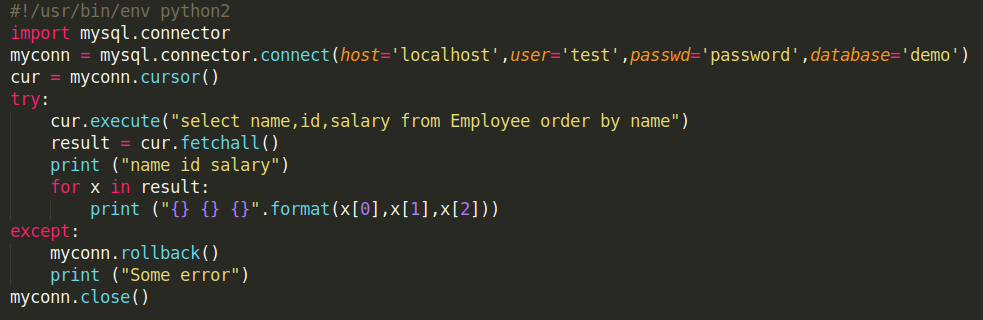 #!/usr/bin/env python2
import mysql.connector
myconn = mysql.connector.connect(host='localhost',user='test',passwd='password',database='demo')
cur = myconn.cursor()
try:
    cur.execute("select name,id,salary from Employee order by name")
    result = cur.fetchall()
    print ("name id salary")
    for x in result:
        print ("{} {} {}".format(x[0],x[1],x[2]))
except:
    myconn.rollback()
    print ("Some error")
myconn.close()